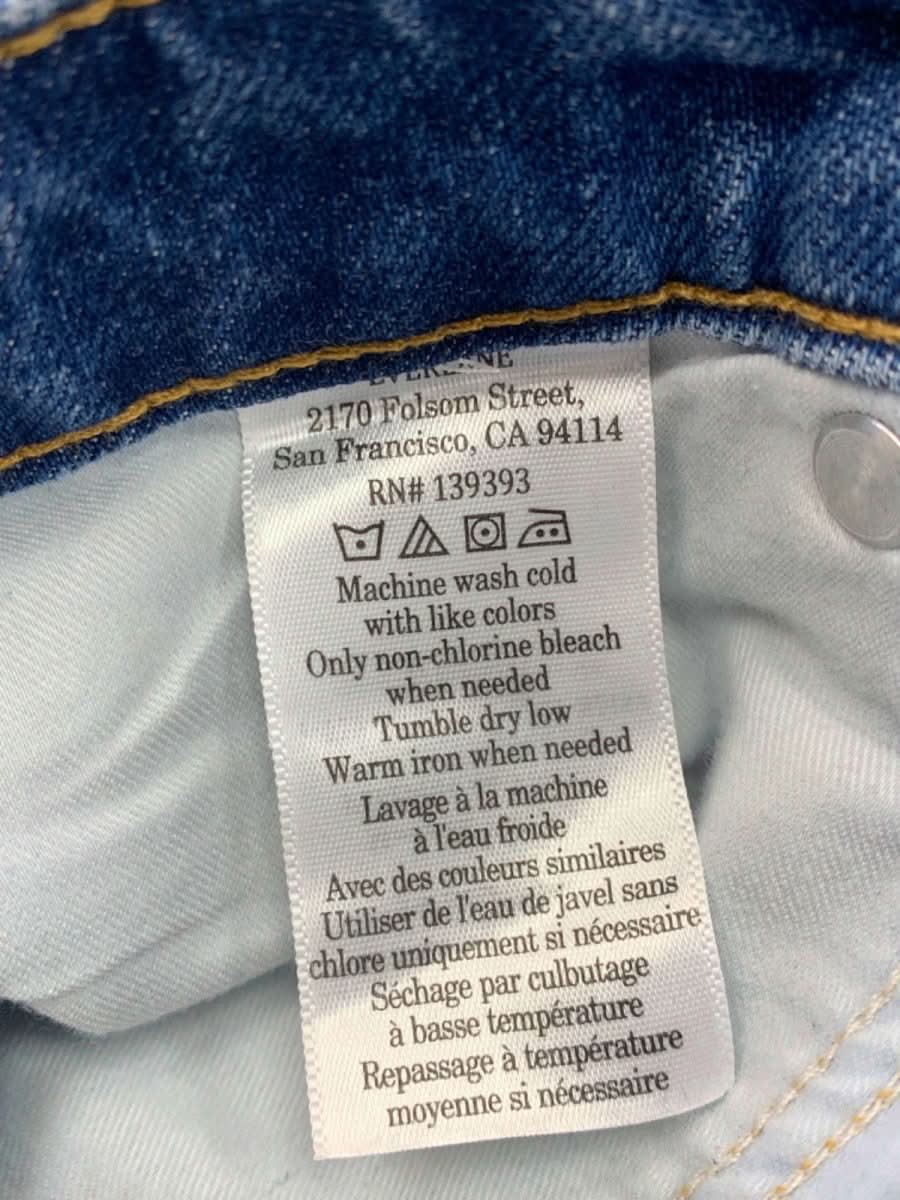 2170 Folsom Street,
San Francisco, CA 94114
RN# 139393
Machine wash cold
with like colors
Only non-chlorine bleach
when needed
Tumble dry low
Warm iron when needed
Lavage à la machine
à l'eau froide
Avec des couleurs similaires
Utiliser de l'eau de javel sans
chlore uniquement si nécessaire
Séchage par culbutage
à basse température
Repassage à température
moyenne si nécessaire